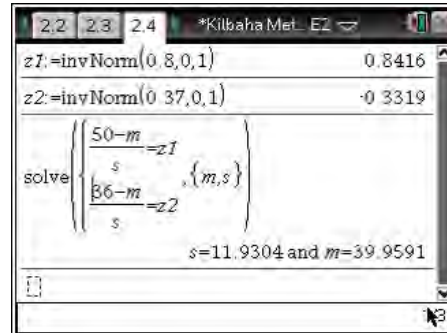 2.2 2.3 2.4 *Kilbaha Met... E2
z1:=invNorm(0.8,0,1) 0.8416
z2:=invNorm(0.37,0,1) -0.3319
solve({50-m/s=z1
36-m/s=z2,{m,s})
s=11.9304 and m=39.9591